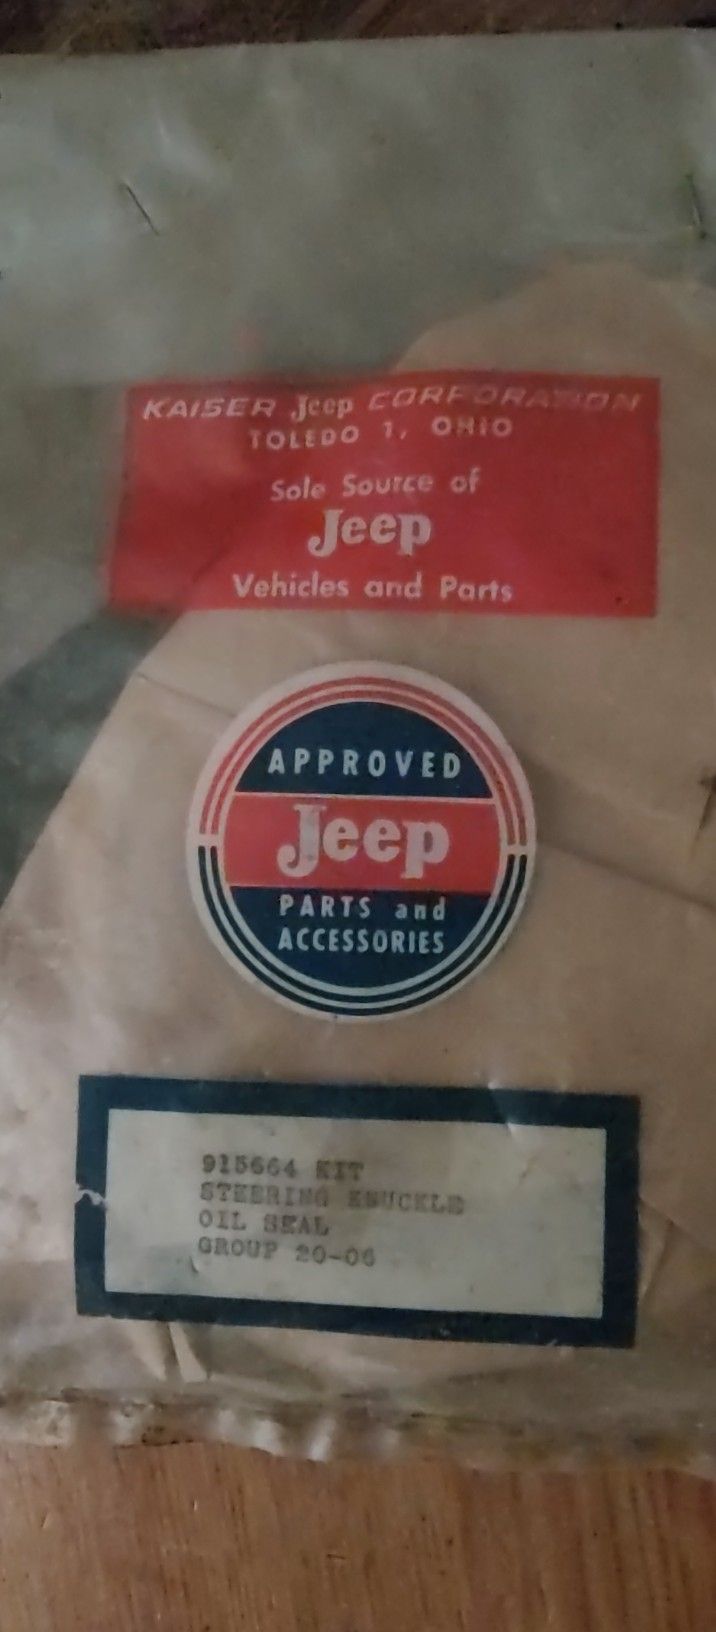 KAISER Jeep CORPORATION
TOLEDO 1, OHIO
Sole Source of
Jeep
Vehicles and Parts
APPROVED
Jeep
PARTS and
ACCESSORIES
915664 KIT
STEERING KNUCKLE
OIL SEAL
GROUP 20-06